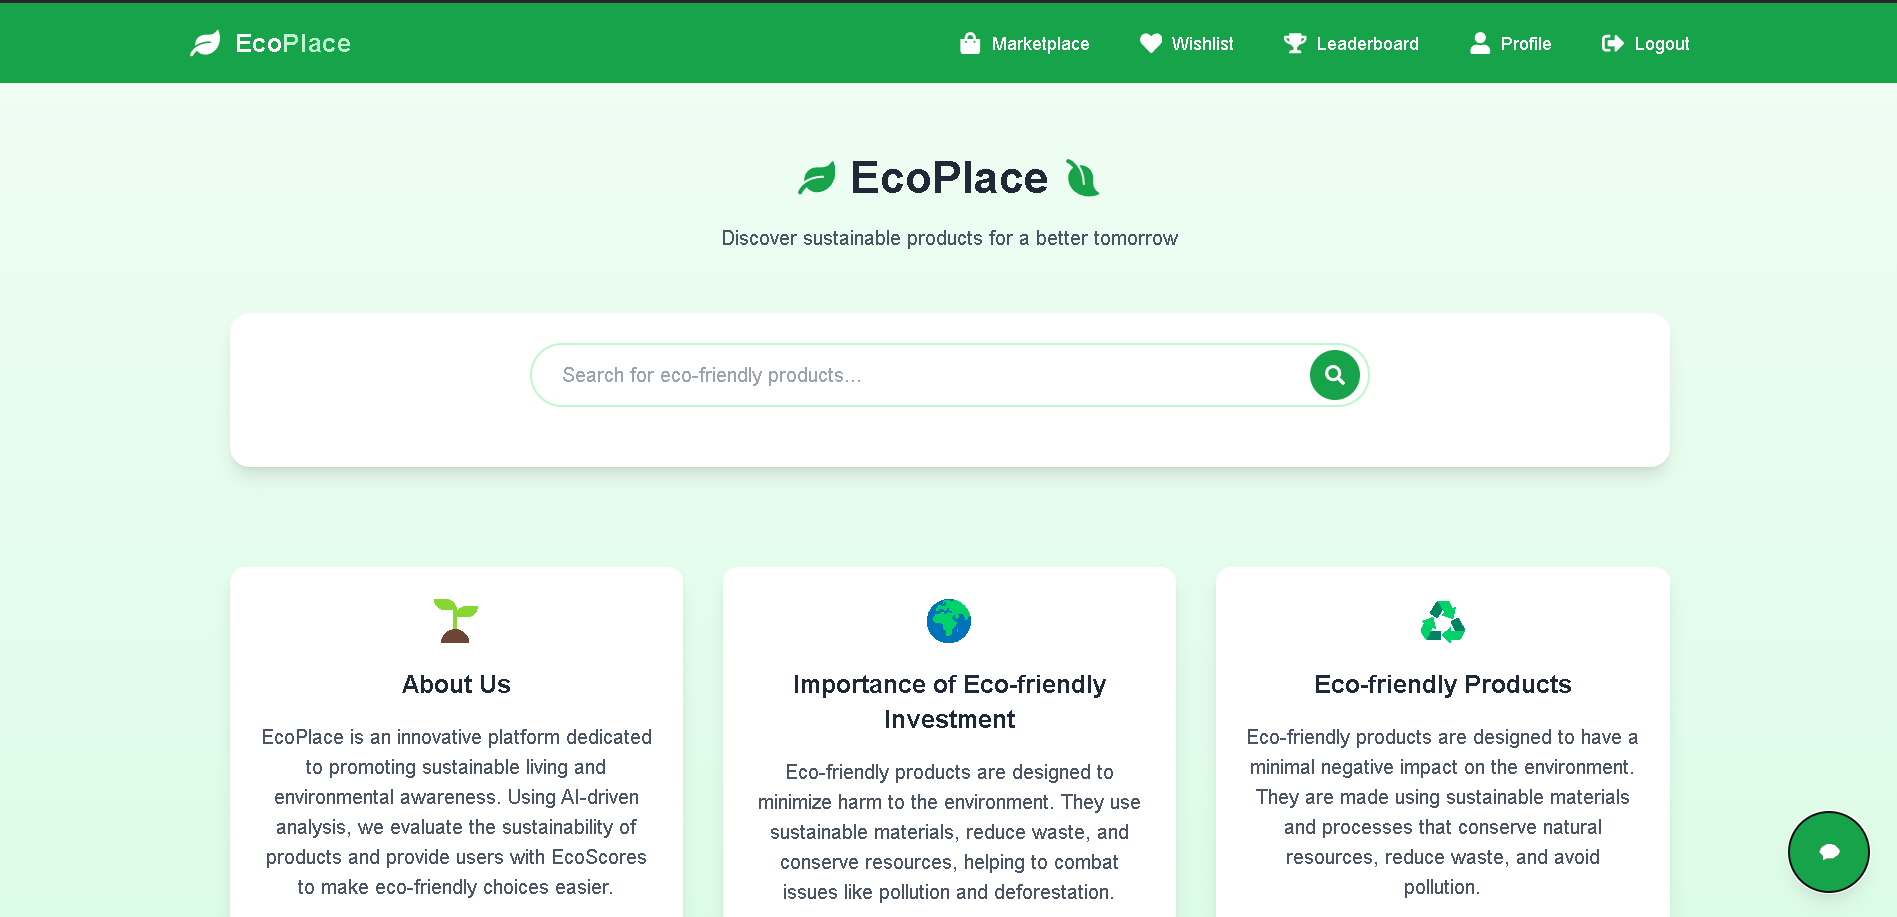 EcoPlace
Marketplace
Wishlist
Leaderboard
Profile
Logout
EcoPlace
Discover sustainable products for a better tomorrow
Search for eco-friendly products...
About Us
EcoPlace is an innovative platform dedicated
to promoting sustainable living and
environmental awareness. Using AI-driven
analysis, we evaluate the sustainability of
products and provide users with EcoScores
to make eco-friendly choices easier.
Importance of Eco-friendly
Investment
Eco-friendly products are designed to
minimize harm to the environment. They use
sustainable materials, reduce waste, and
conserve resources, helping to combat
issues like pollution and deforestation.
Eco-friendly Products
Eco-friendly products are designed to have a
minimal negative impact on the environment.
They are made using sustainable materials
and processes that conserve natural
resources, reduce waste, and avoid
pollution.